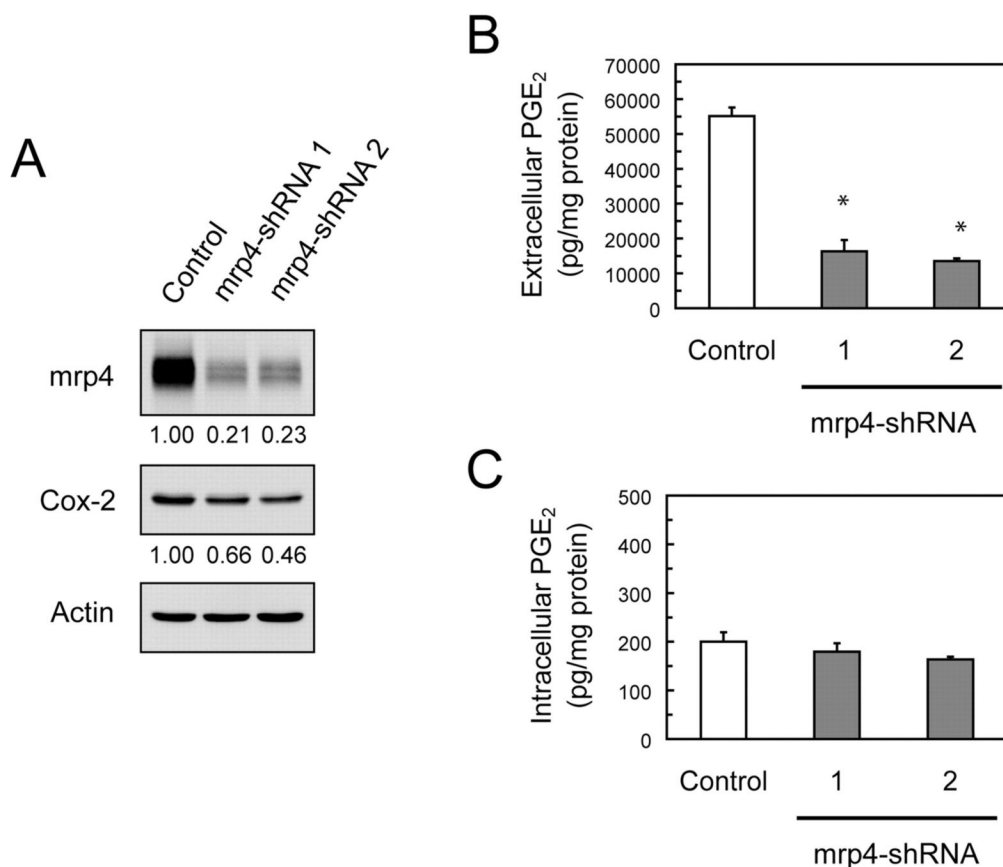 A
Control
mrp4-shRNA 1
mrp4-shRNA 2
mrp4
1.00 0.21 0.23
Cox-2
1.00 0.66 0.46
Actin
B
Extracellular PGE₂
(pg/mg protein)
70000
60000
50000
40000
30000
20000
10000
0
*
*
Control 1 2
mrp4-shRNA
C
Intracellular PGE₂
(pg/mg protein)
500
400
300
200
100
0
Control 1 2
mrp4-shRNA